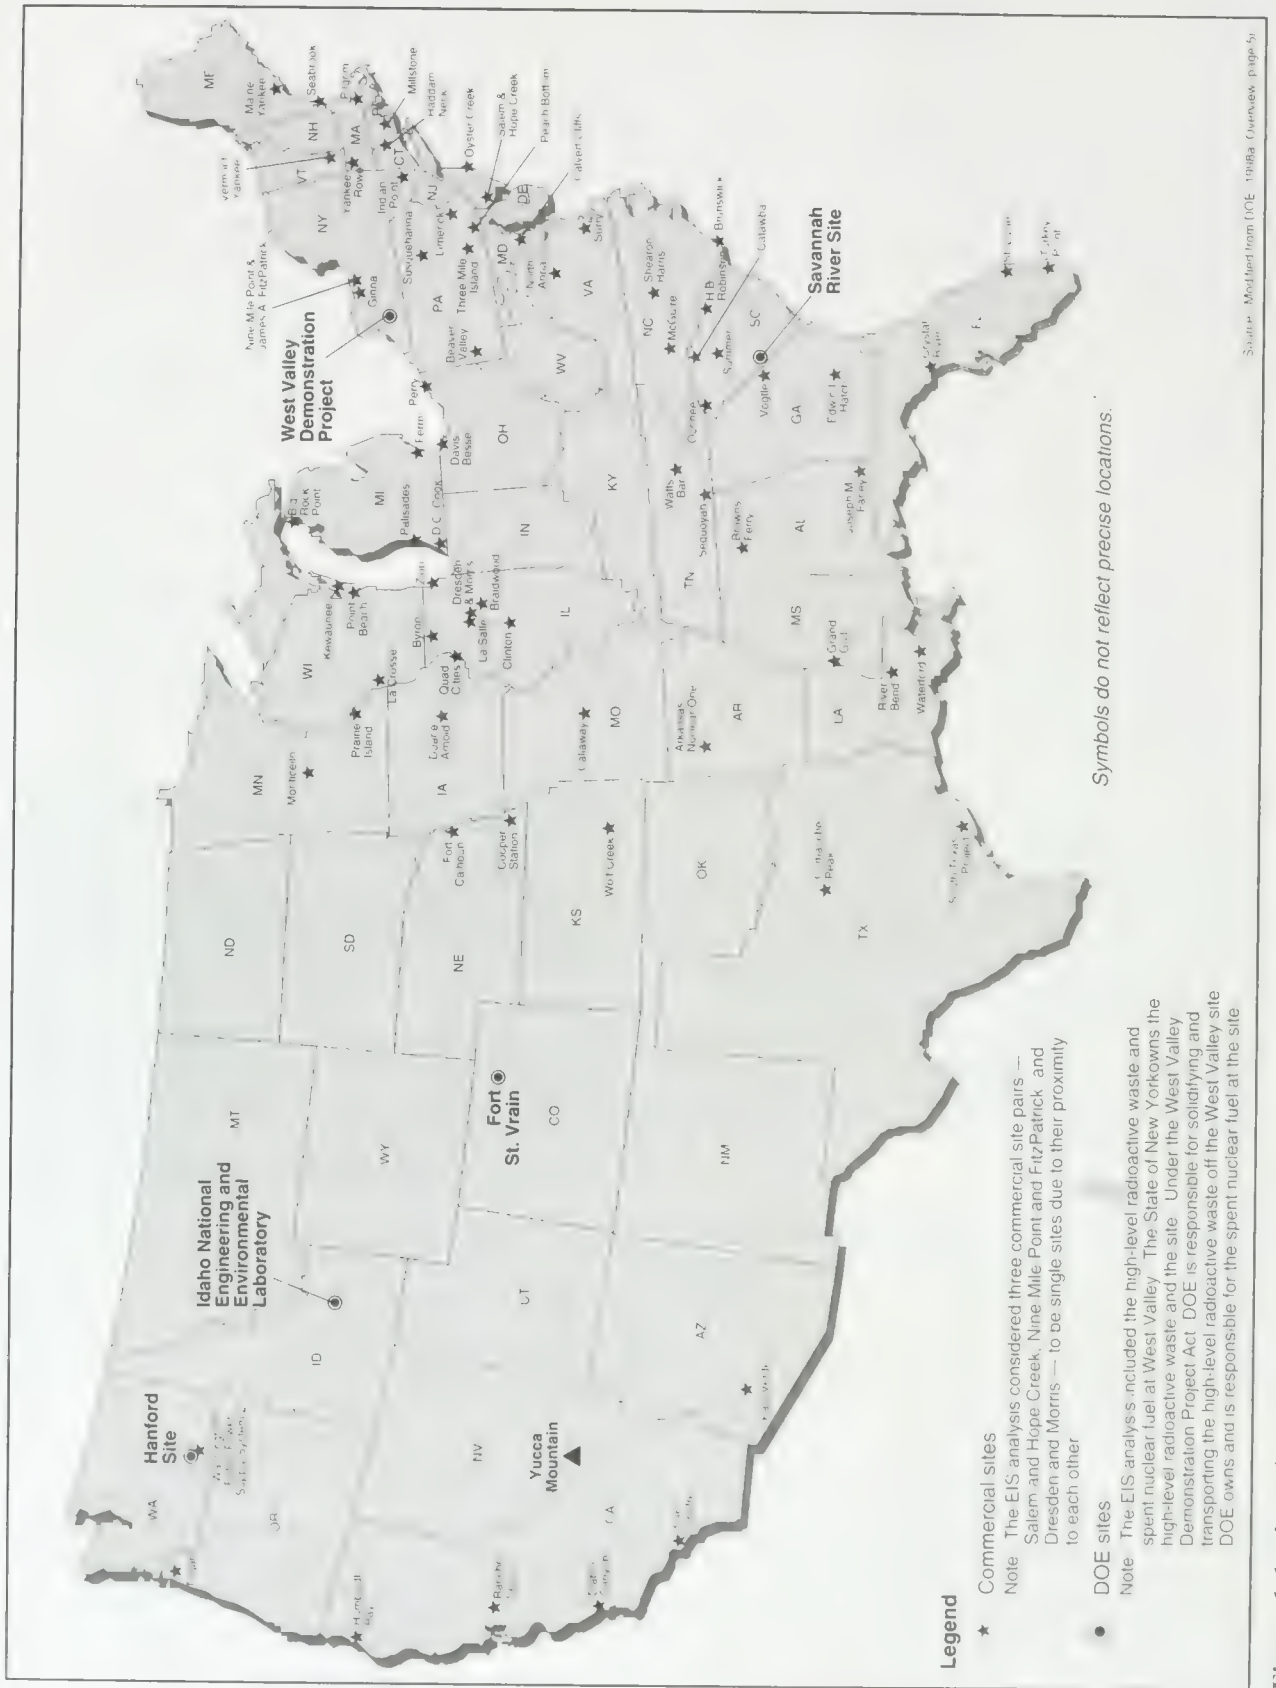 ME
Maine
Yankee
Seabrook
Millstone
Haddam
Neck
Oyster Creek
Salem &
Hope Creek
Peach Bottom
Yankee
VT
NH
MA
Yankee
Rowe
CT
Indian
Point
NJ
NY
Nine Mile Point &
James A. FitzPatrick
Ginna
Susquehanna
Limerick
PA
Three Mile
Island
MD
DE
Beaver
Valley
West Valley
Demonstration
Project
Perry
North
Surry
VA
WV
Shearon
Harris
Brunswick
NC
McGuire
H B
Robinson
Catawba
Summer
SC
Savannah
River Site
Vogtle
GA
Edwin I
Hatch
Crystal
River
Point
Fermi
Davis
Besse
OH
Big
Rock
Point
MI
Palisades
D C Cook
IN
KY
Watts
Bar
Sequoyah
TN
Browns
Ferry
AL
Joseph M
Farley
Kewaunee
Point
Beach
WI
La Crosse
Byron
Quad
Cities
Dresden
& Morris
Braidwood
La Salle
Clinton
IL
MS
Grand
River
Bend
Waterford
MN
Monticello
Prairie
Island
Arnold
IA
Callaway
MO
Arkansas
Nuclear One
AR
LA
ND
SD
NE
Fort
Calhoun
Cooper
Station
KS
Wolf Creek
OK
Peak
TX
MT
WY
Fort
St. Vrain
CO
NM
Idaho National
Engineering and
Environmental
Laboratory
ID
UT
AZ
Hanford
Site
WA
OR
NV
Yucca
Mountain
CA
Symbols do not reflect precise locations.
Legend
Commercial sites
Note The EIS analysis considered three commercial site pairs —
Salem and Hope Creek, Nine Mile Point and FitzPatrick and
Dresden and Morris — to be single sites due to their proximity
to each other
DOE sites
Note The EIS analysis included the high-level radioactive waste and
spent nuclear fuel at West Valley The State of New Yorkowns the
high-level radioactive waste and the site Under the West Valley
Demonstration Project Act DOE is responsible for solidifying and
transporting the high-level radioactive waste off the West Valley site
DOE owns and is responsible for the spent nuclear fuel at the site
Source Modified from DOE 1998a Overview page